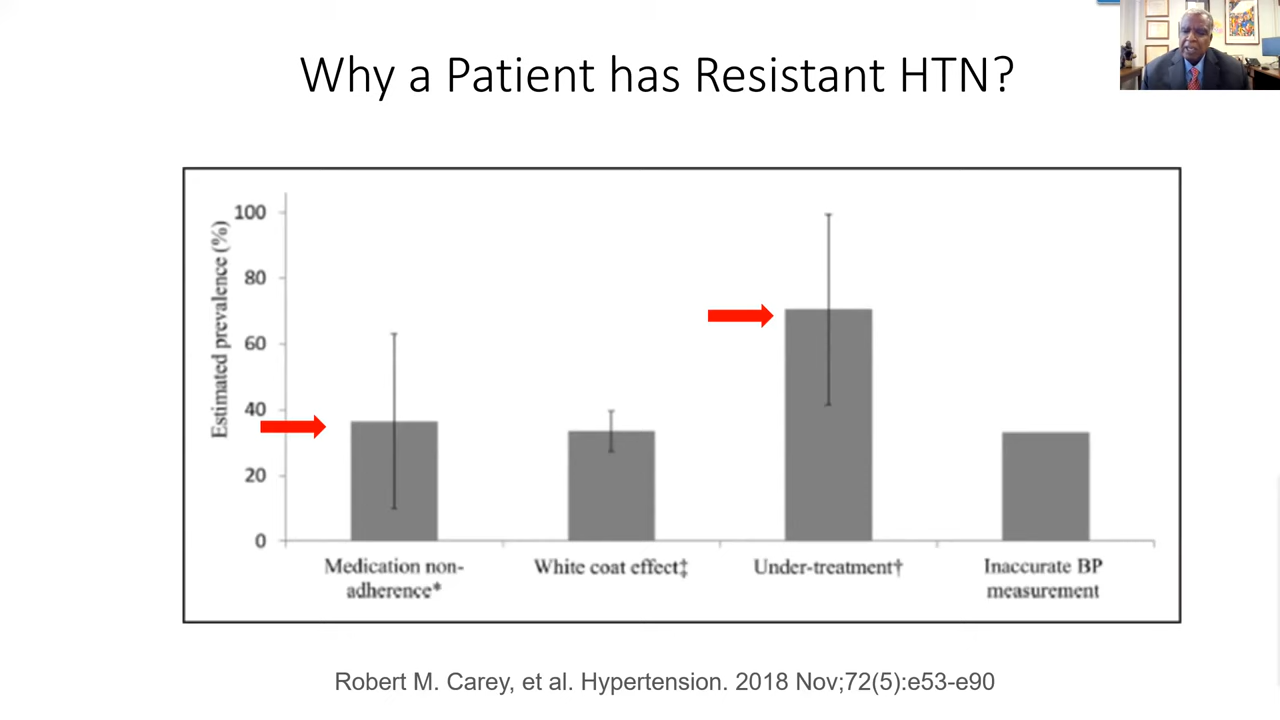 Why a Patient has Resistant HTN?
Estimated prevalence (%)
100
80
60
40
20
0
Medication non-
adherence*
White coat effect‡
Under-treatment†
Inaccurate BP
measurement
Robert M. Carey, et al. Hypertension. 2018 Nov;72(5):e53-e90